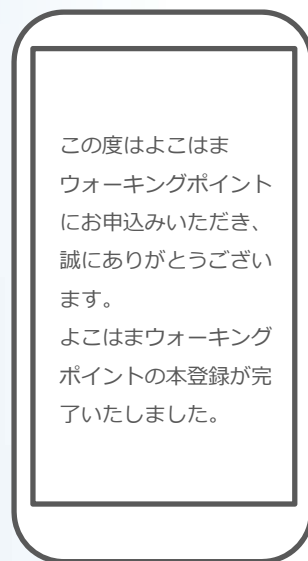 この度はよこはま
ウォーキングポイント
にお申込みいただき、
誠にありがとうござい
ます。
よこはまウォーキング
ポイントの本登録が完
了いたしました。